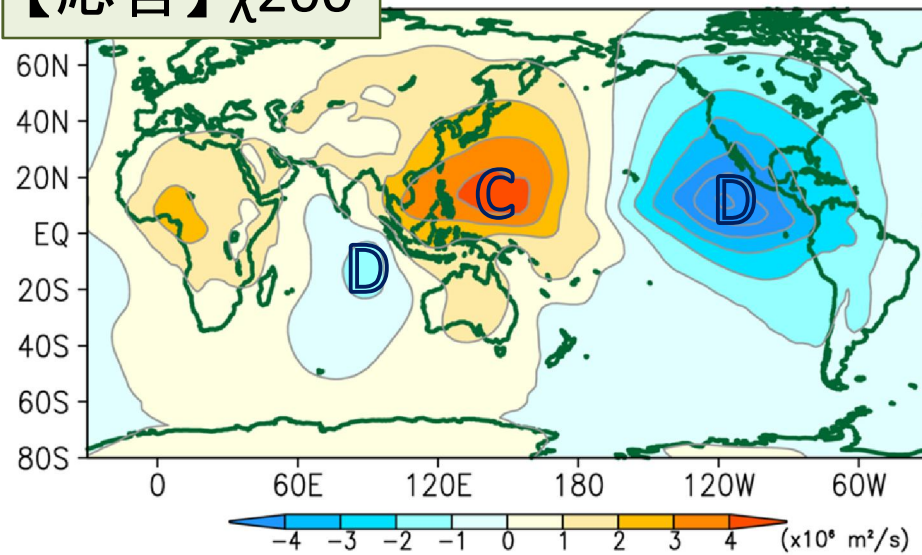 【応答】χ200
60N
40N
20N
EQ
20S
40S
60S
80S
C
D
D
0 60E 120E 180 120W 60W
-4 -3 -2 -1 0 1 2 3 4 (x10⁶ m²/s)